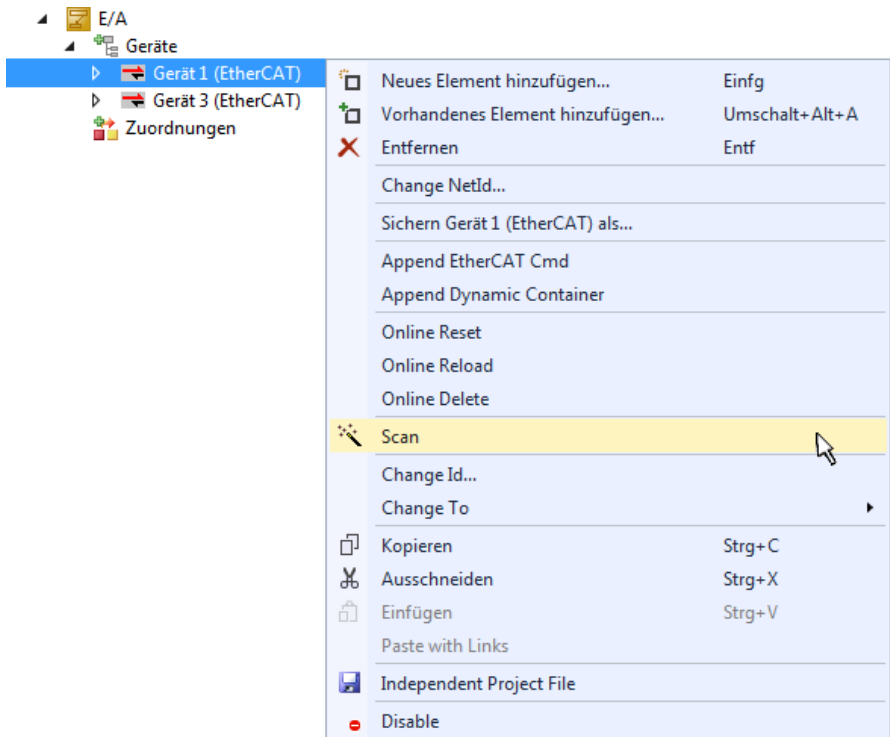 E/A
Geräte
Gerät 1 (EtherCAT)
Gerät 3 (EtherCAT)
Zuordnungen
Neues Element hinzufügen... Einfg
Vorhandenes Element hinzufügen... Umschalt+Alt+A
Entfernen Entf
Change NetId...
Sichern Gerät 1 (EtherCAT) als...
Append EtherCAT Cmd
Append Dynamic Container
Online Reset
Online Reload
Online Delete
Scan
Change Id...
Change To
Kopieren Strg+C
Ausschneiden Strg+X
Einfügen Strg+V
Paste with Links
Independent Project File
Disable